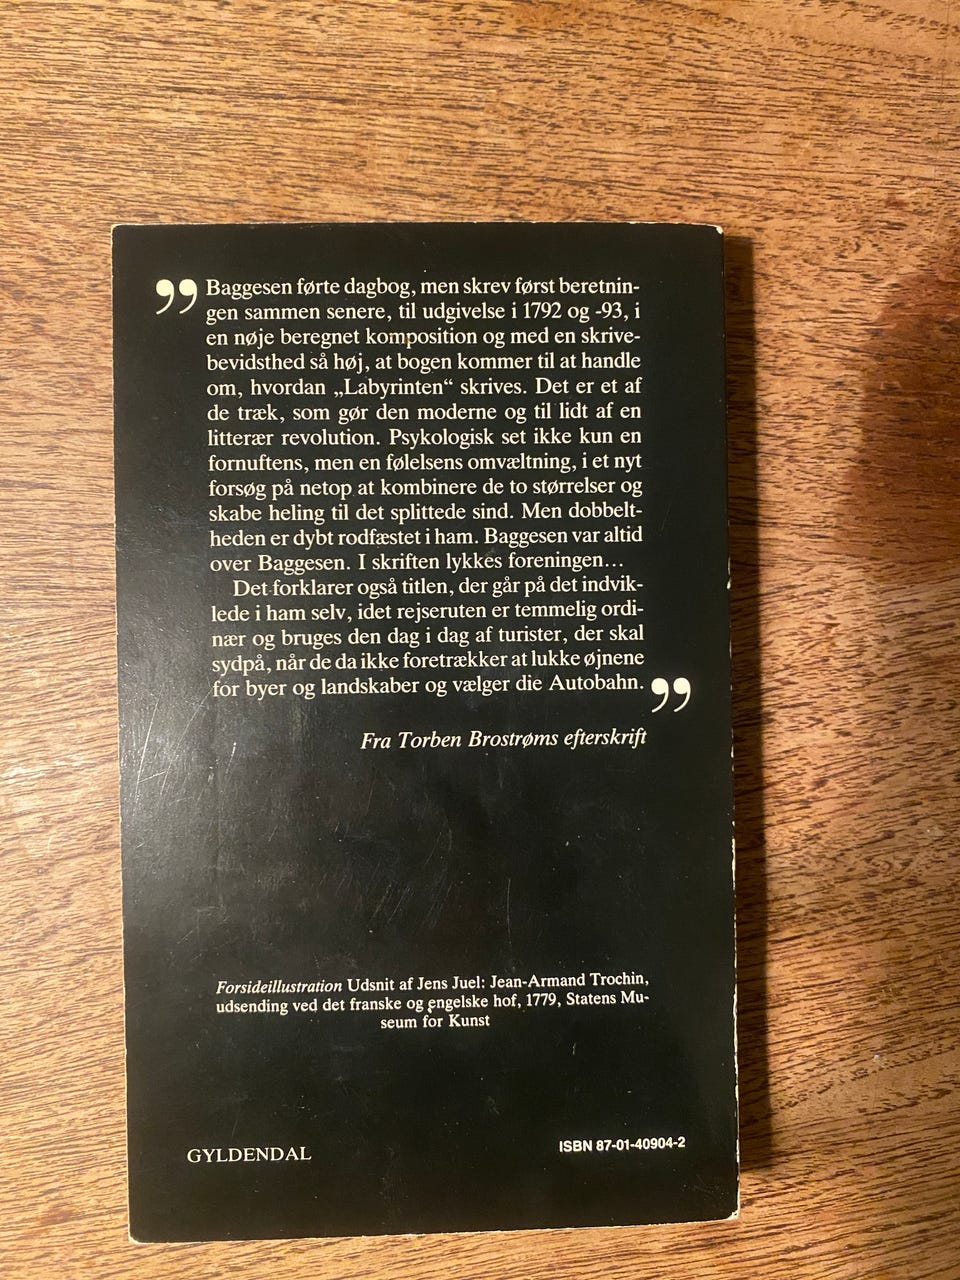 ” Baggesen førte dagbog, men skrev først beretnin-
gen sammen senere, til udgivelse i 1792 og -93, i
en nøje beregnet komposition og med en skrive-
bevidsthed så høj, at bogen kommer til at handle
om, hvordan „Labyrinten“ skrives. Det er et af
de træk, som gør den moderne og til lidt af en
litterær revolution. Psykologisk set ikke kun en
fornuftens, men en følelsens omvæltning, i et nyt
forsøg på netop at kombinere de to størrelser og
skabe heling til det splittede sind. Men dobbelt-
heden er dybt rodfæstet i ham. Baggesen var altid
over Baggesen. I skriften lykkes foreningen...
Det forklarer også titlen, der går på det indvik-
lede i ham selv, idet rejseruten er temmelig ordi-
nær og bruges den dag i dag af turister, der skal
sydpå, når de da ikke foretrækker at lukke øjnene
for byer og landskaber og vælger die Autobahn. ”
Fra Torben Brostrøms efterskrift
Forsideillustration Udsnit af Jens Juel: Jean-Armand Trochin,
udsending ved det franske og engelske hof, 1779, Statens Mu-
seum for Kunst
GYLDENDAL
ISBN 87-01-40904-2